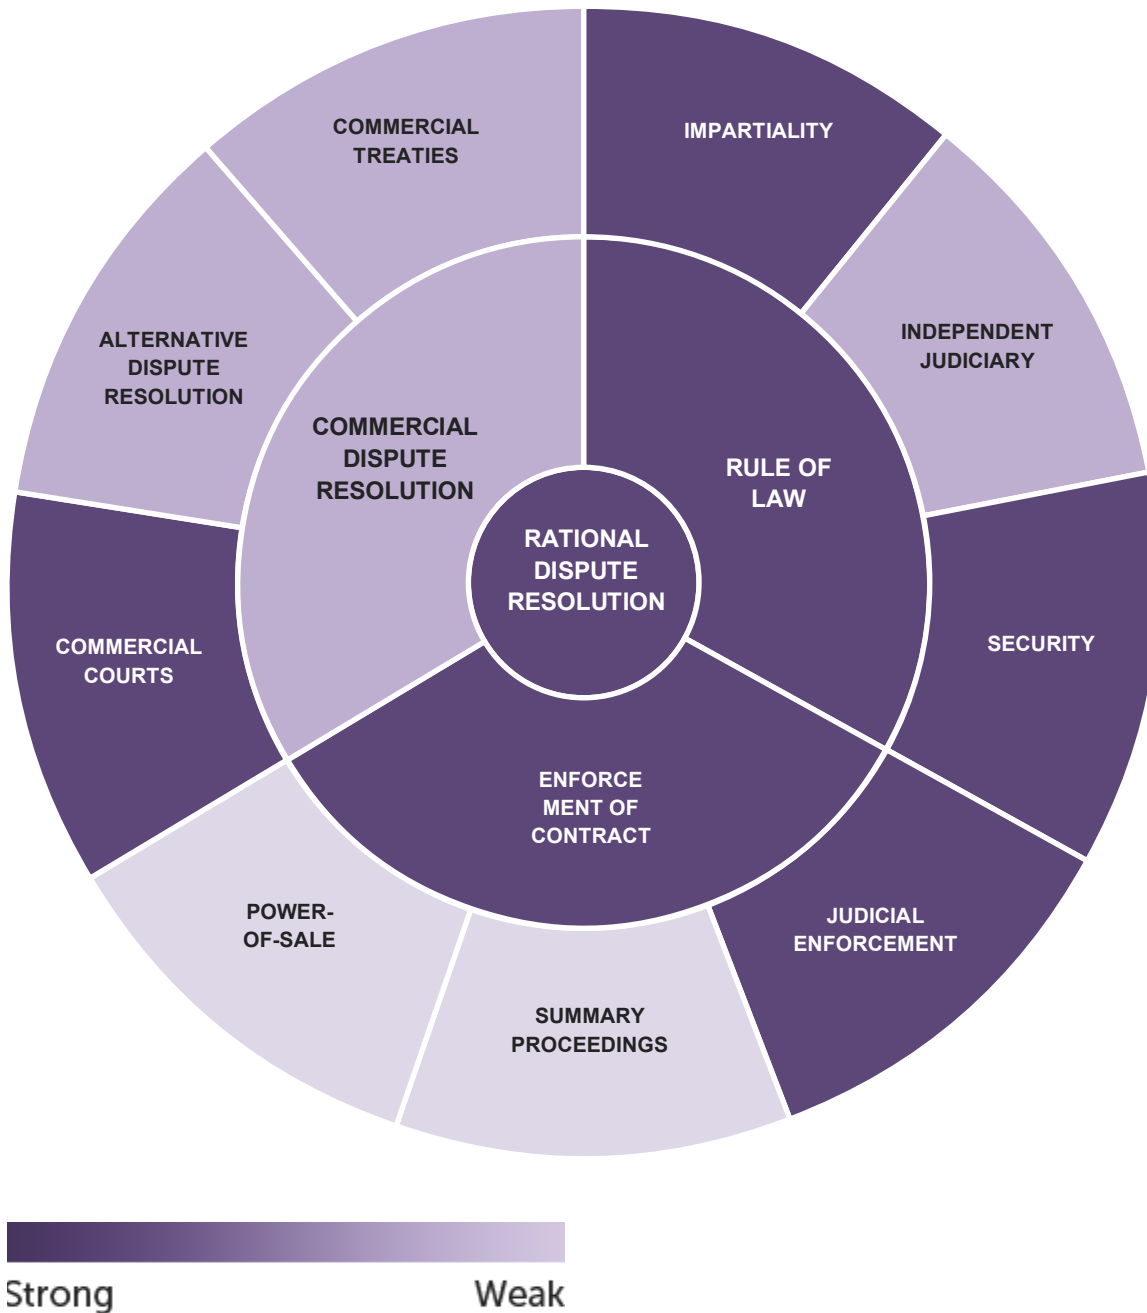 COMMERCIAL
TREATIES
IMPARTIALITY
ALTERNATIVE
DISPUTE
RESOLUTION
INDEPENDENT
JUDICIARY
COMMERCIAL
DISPUTE
RESOLUTION
RULE OF
LAW
RATIONAL
DISPUTE
RESOLUTION
COMMERCIAL
COURTS
SECURITY
ENFORCE
MENT OF
CONTRACT
POWER-
OF-SALE
JUDICIAL
ENFORCEMENT
SUMMARY
PROCEEDINGS
Strong
Weak